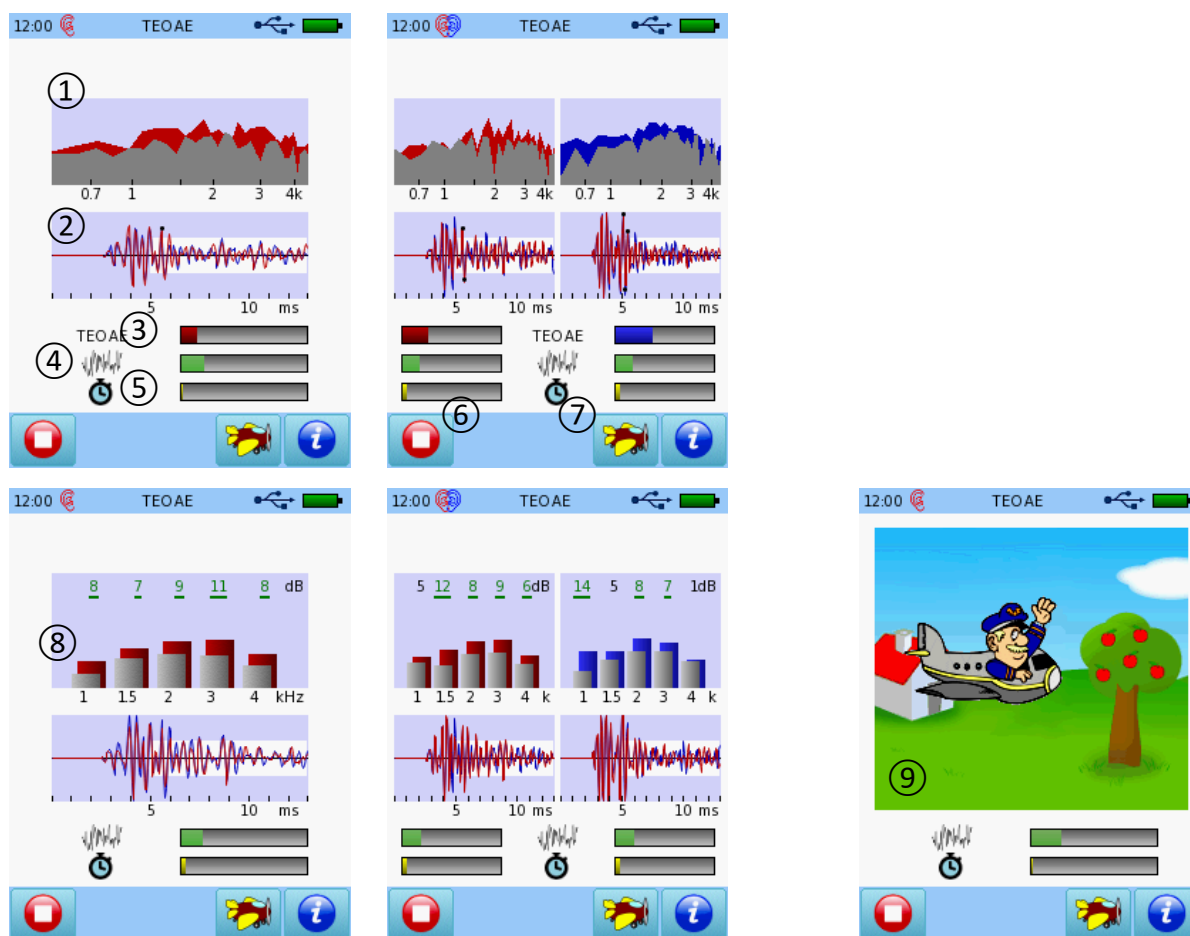 12:00 TEOAE
①
0.7 1 2 3 4k
②
5 10 ms
TEOAE ③
④
⑤
12:00 TEOAE
0.7 1 2 3 4k 0.7 1 2 3 4k
5 10 ms 5 10 ms
TEOAE
⑥ ⑦
i
i
12:00 TEOAE
8 7 9 11 8 dB
⑧
1 1.5 2 3 4 kHz
5 10 ms
i
12:00 TEOAE
5 12 8 9 6dB 14 5 8 7 1dB
1 1.5 2 3 4 k 1 1.5 2 3 4 k
5 10 ms 5 10 ms
i
12:00 TEOAE
⑨
i